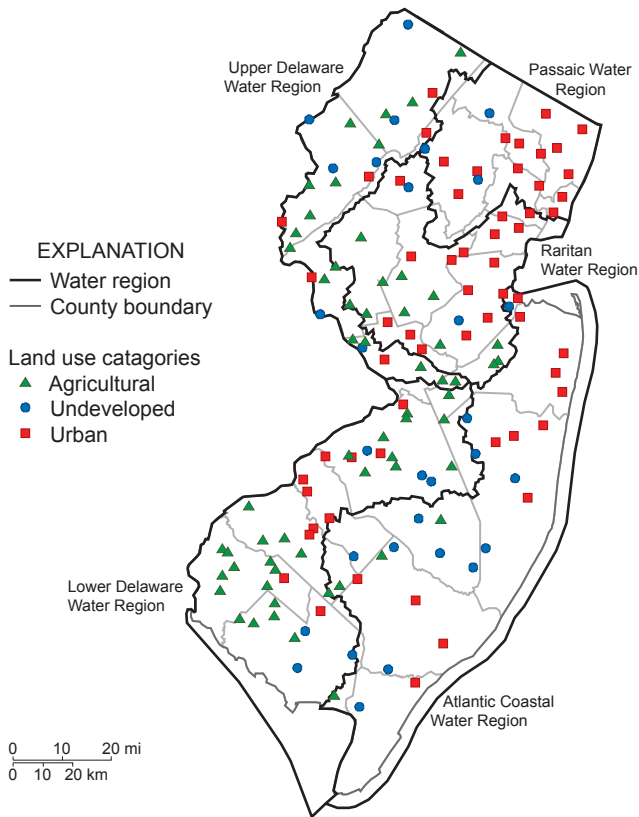 Upper Delaware
Water Region
Passaic Water
Region
EXPLANATION
Water region
County boundary
Raritan
Water Region
Land use catagories
Agricultural
Undeveloped
Urban
Lower Delaware
Water Region
Atlantic Coastal
Water Region
0 10 20 mi
0 10 20 km